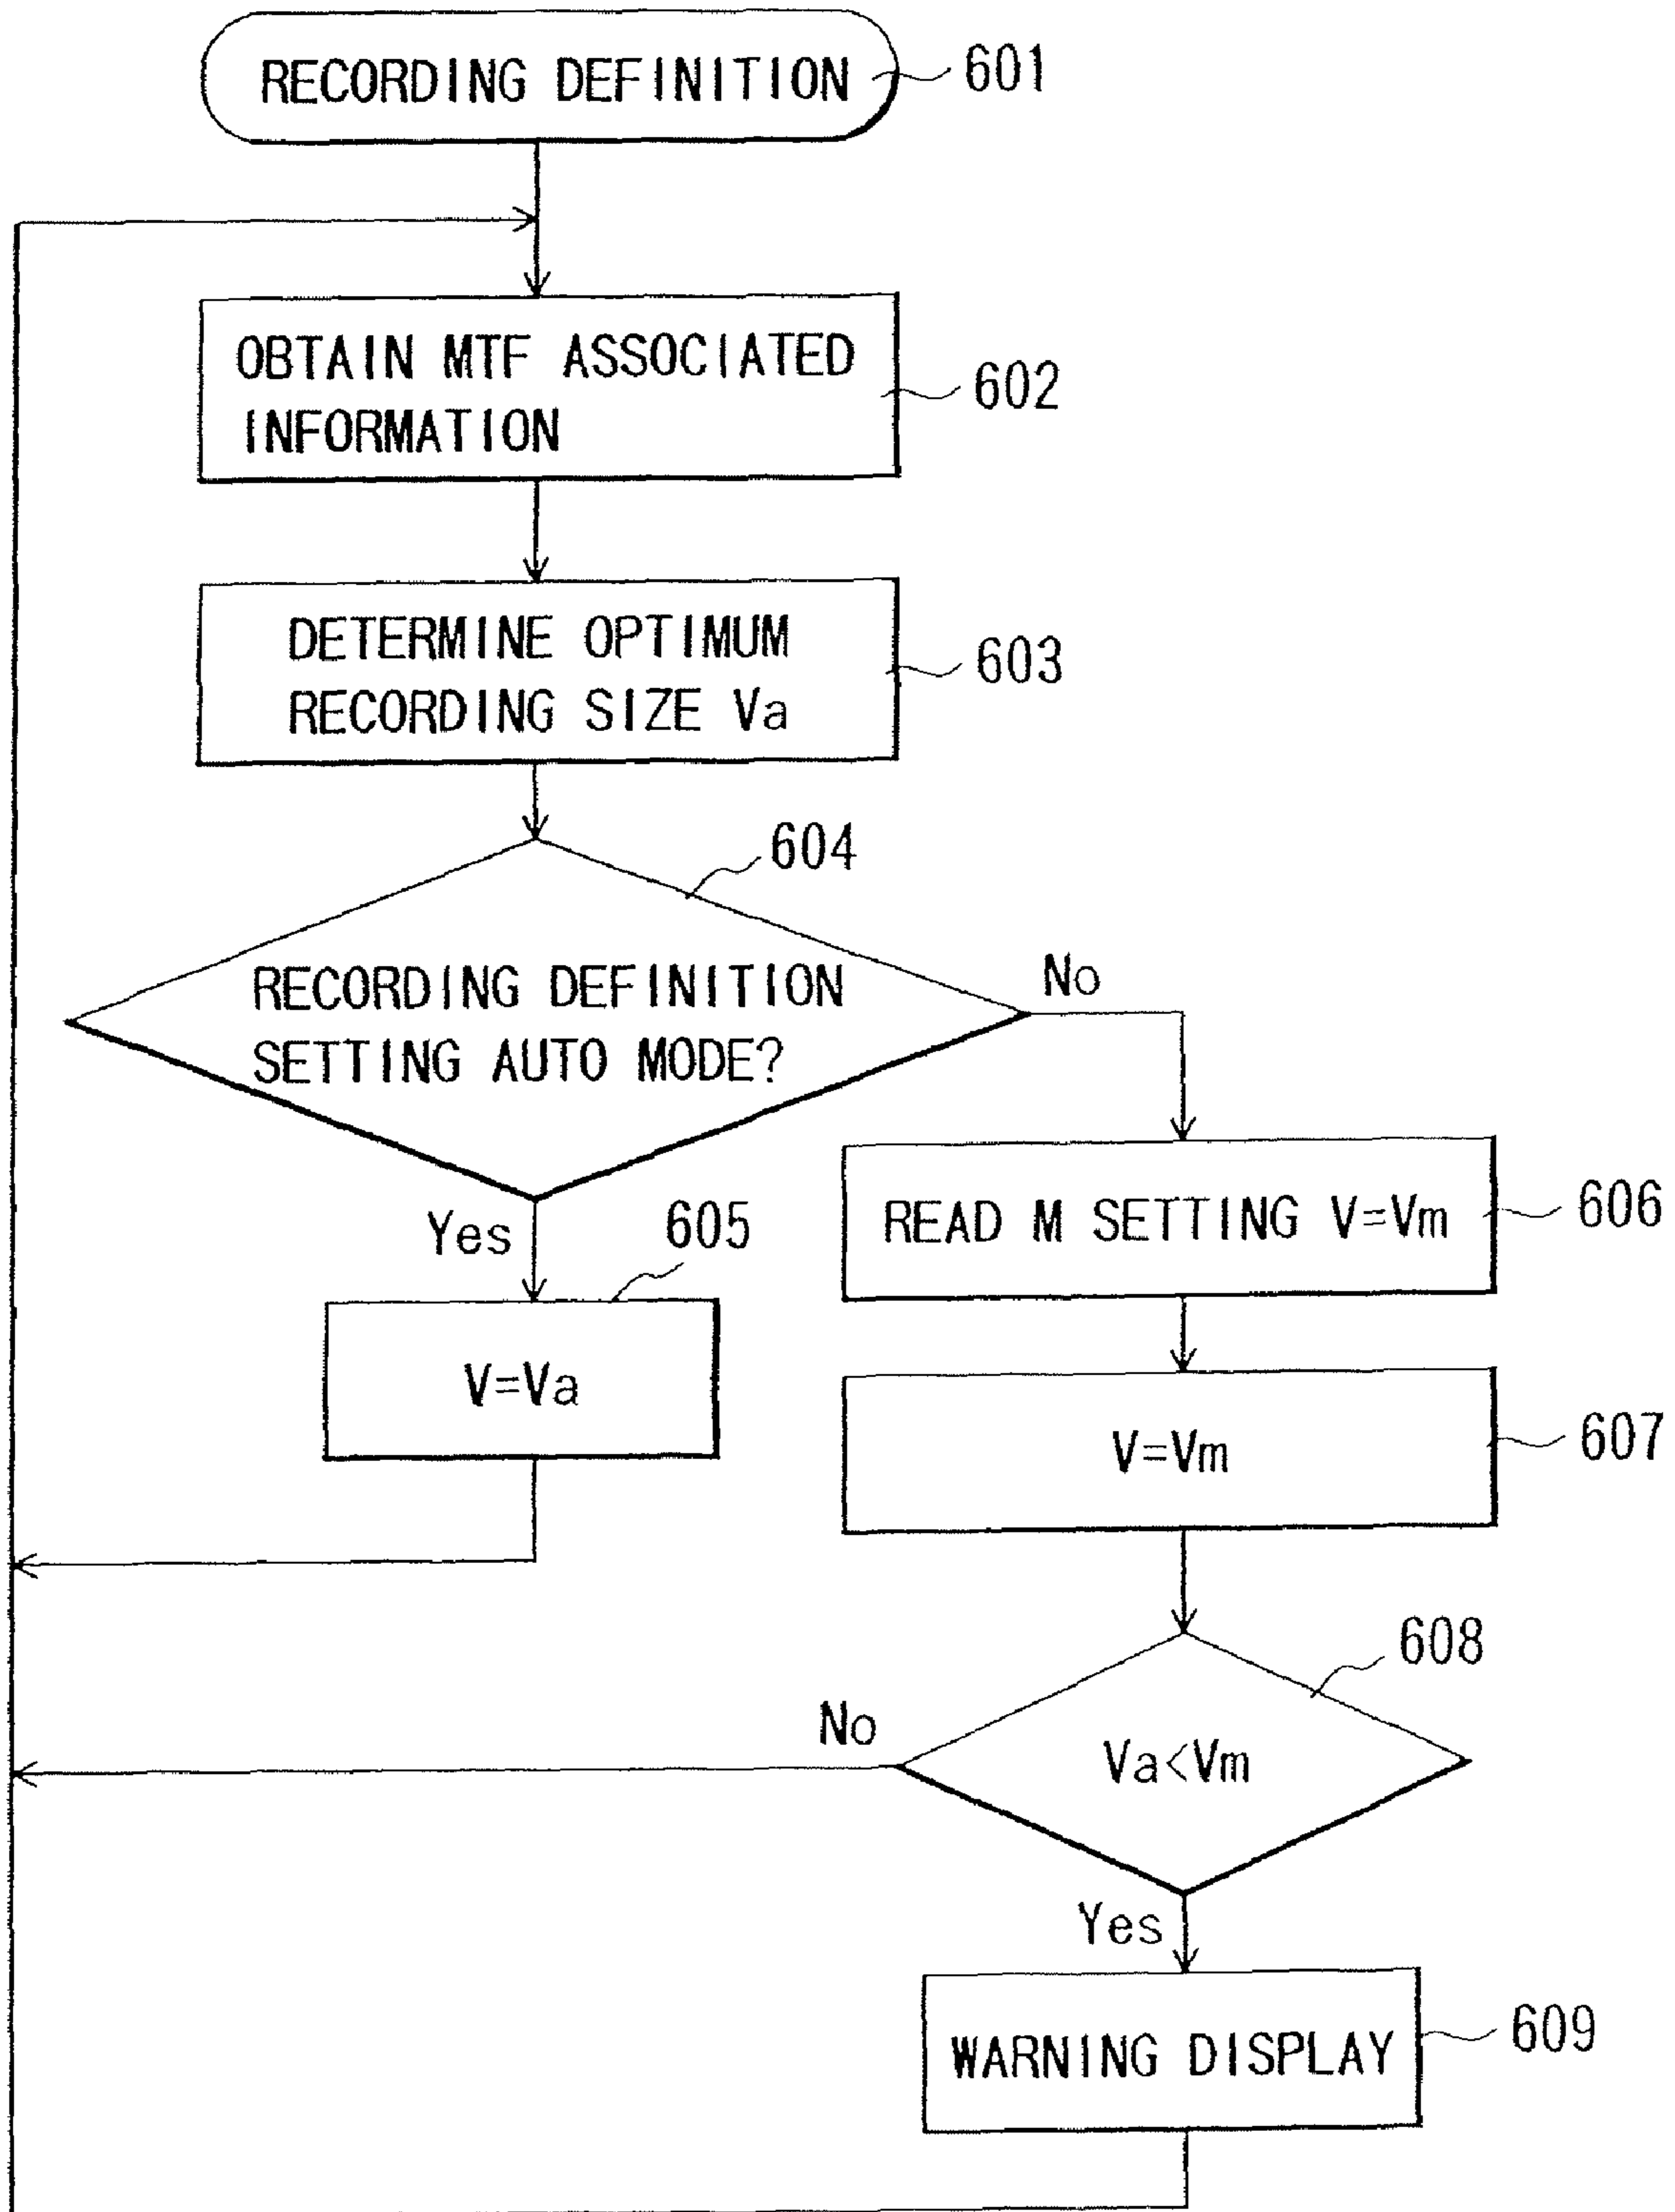 RECORDING DEFINITION
601
OBTAIN MTF ASSOCIATED
INFORMATION
602
DETERMINE OPTIMUM
RECORDING SIZE Va
603
604
RECORDING DEFINITION
SETTING AUTO MODE?
No
Yes
605
V=Va
READ M SETTING V=Vm
606
V=Vm
607
608
Va<Vm
No
Yes
WARNING DISPLAY
609